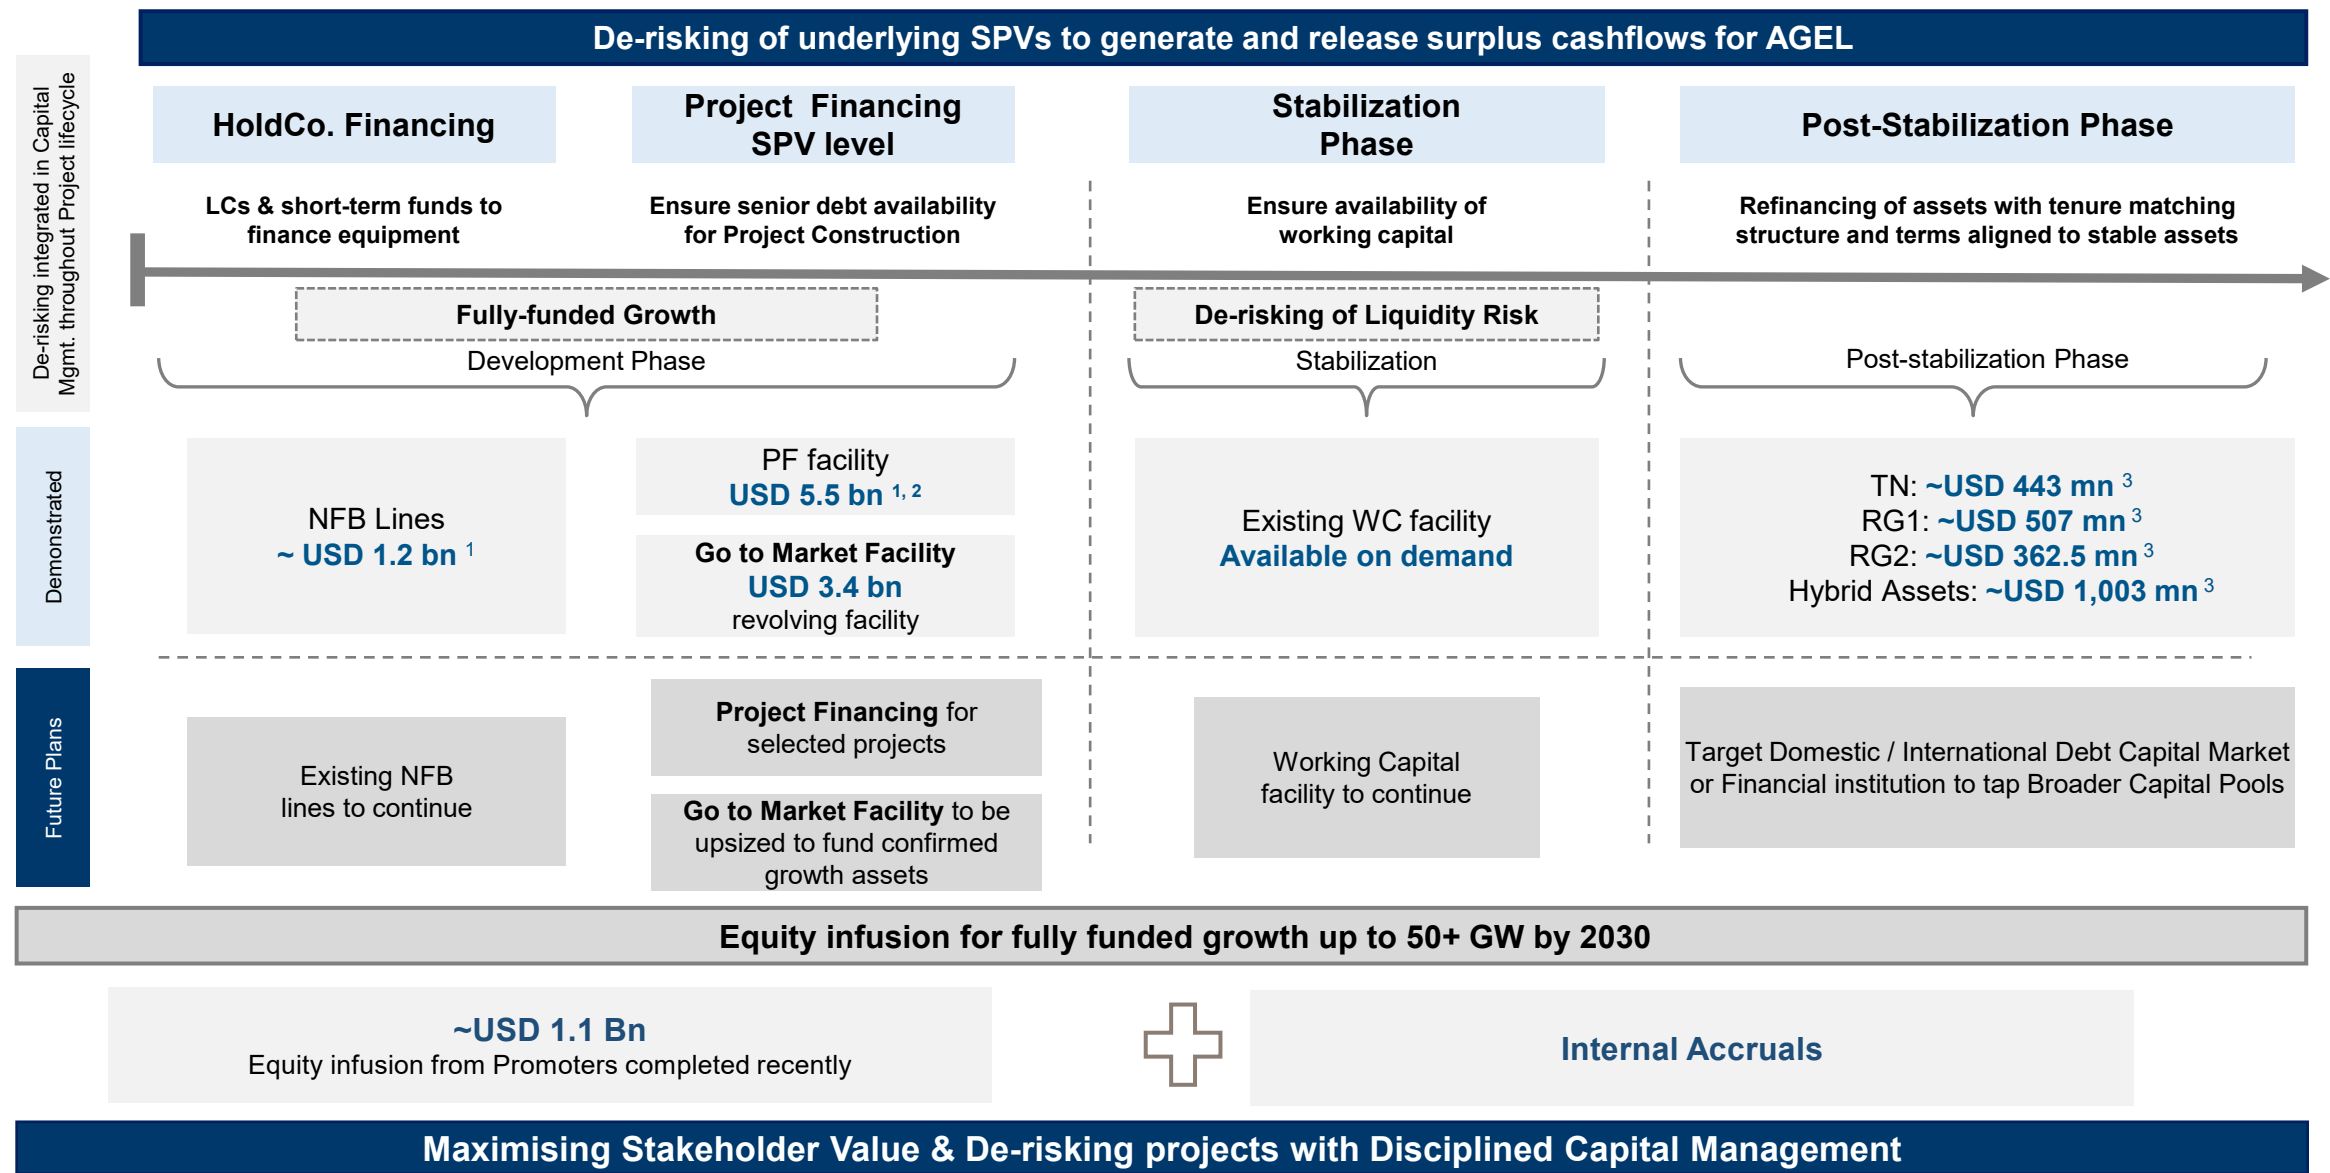 De-risking of underlying SPVs to generate and release surplus cashflows for AGEL
De-risking integrated in Capital
Mgmt. throughout Project lifecycle
HoldCo. Financing
Project Financing
SPV level
Stabilization
Phase
Post-Stabilization Phase
LCs & short-term funds to
finance equipment
Ensure senior debt availability
for Project Construction
Ensure availability of
working capital
Refinancing of assets with tenure matching
structure and terms aligned to stable assets
Fully-funded Growth
De-risking of Liquidity Risk
Development Phase
Stabilization
Post-stabilization Phase
Demonstrated
NFB Lines
~ USD 1.2 bn 1
PF facility
USD 5.5 bn 1, 2
Go to Market Facility
USD 3.4 bn
revolving facility
Existing WC facility
Available on demand
TN: ~USD 443 mn 3
RG1: ~USD 507 mn 3
RG2: ~USD 362.5 mn 3
Hybrid Assets: ~USD 1,003 mn 3
Future Plans
Existing NFB
lines to continue
Project Financing for
selected projects
Go to Market Facility to be
upsized to fund confirmed
growth assets
Working Capital
facility to continue
Target Domestic / International Debt Capital Market
or Financial institution to tap Broader Capital Pools
Equity infusion for fully funded growth up to 50+ GW by 2030
~USD 1.1 Bn
Equity infusion from Promoters completed recently
Internal Accruals
Maximising Stakeholder Value & De-risking projects with Disciplined Capital Management